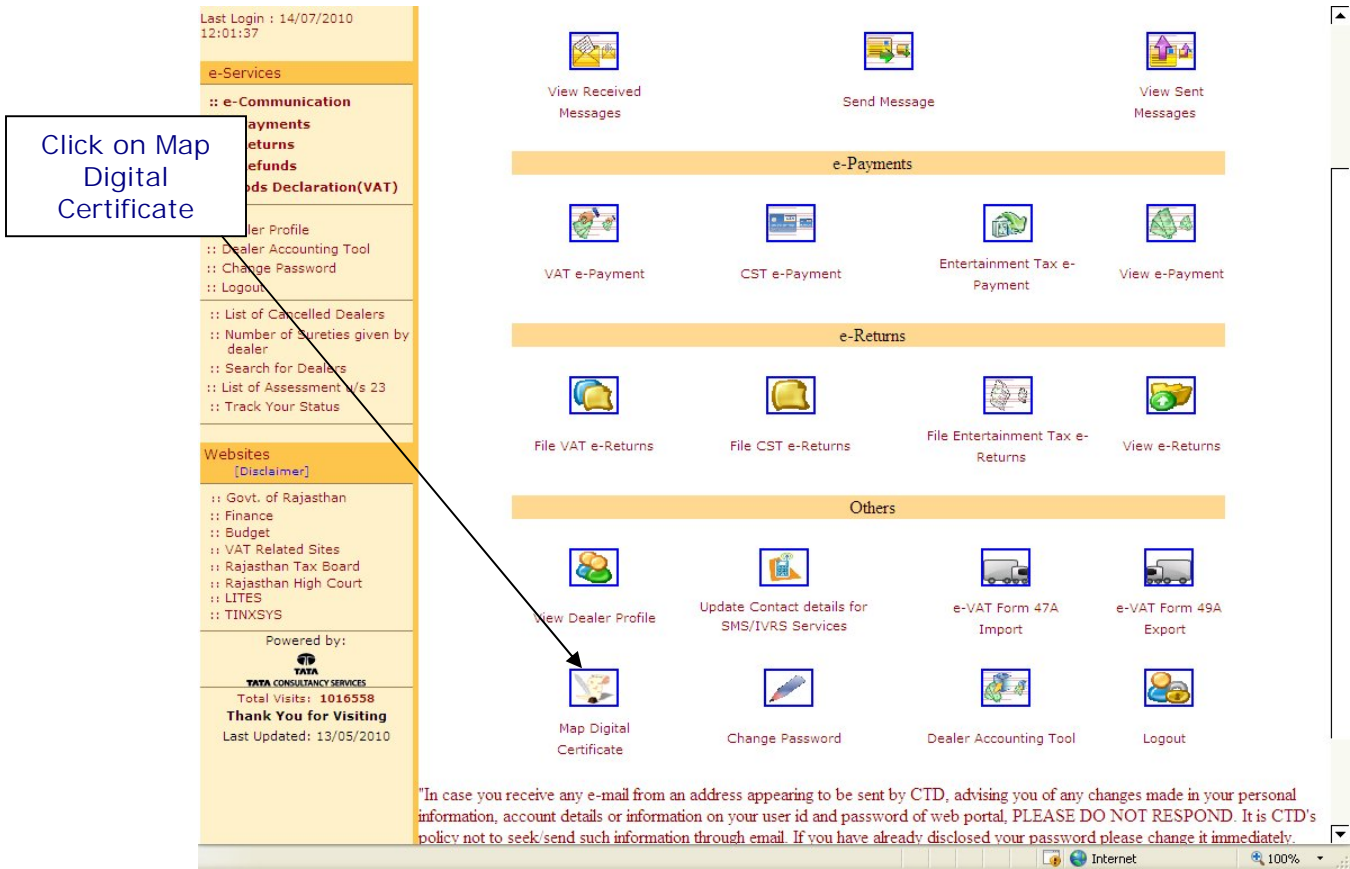 Last Login : 14/07/2010
12:01:37
e-Services
:: e-Communication
ayments
eturns
efunds
ods Declaration(VAT)
Click on Map
Digital
Certificate
ler Profile
:: Dealer Accounting Tool
:: Change Password
:: Logout
:: List of Cancelled Dealers
:: Number of Sureties given by
dealer
:: Search for Dealers
:: List of Assessment u/s 23
:: Track Your Status
Websites
[Disclaimer]
:: Govt. of Rajasthan
:: Finance
:: Budget
:: VAT Related Sites
:: Rajasthan Tax Board
:: Rajasthan High Court
:: LITES
:: TINXSYS
Powered by:
TATA
TATA CONSULTANCY SERVICES
Total Visits: 1016558
Thank You for Visiting
Last Updated: 13/05/2010
View Received
Messages
Send Message
View Sent
Messages
e-Payments
VAT e-Payment
CST e-Payment
Entertainment Tax e-
Payment
View e-Payment
e-Returns
File VAT e-Returns
File CST e-Returns
File Entertainment Tax e-
Returns
View e-Returns
Others
View Dealer Profile
Update Contact details for
SMS/IVRS Services
e-VAT Form 47A
Import
e-VAT Form 49A
Export
Map Digital
Certificate
Change Password
Dealer Accounting Tool
Logout
"In case you receive any e-mail from an address appearing to be sent by CTD, advising you of any changes made in your personal
information, account details or information on your user id and password of web portal, PLEASE DO NOT RESPOND. It is CTD's
policy not to seek/send such information through email. If you have already disclosed your password please change it immediately.
Internet
100%